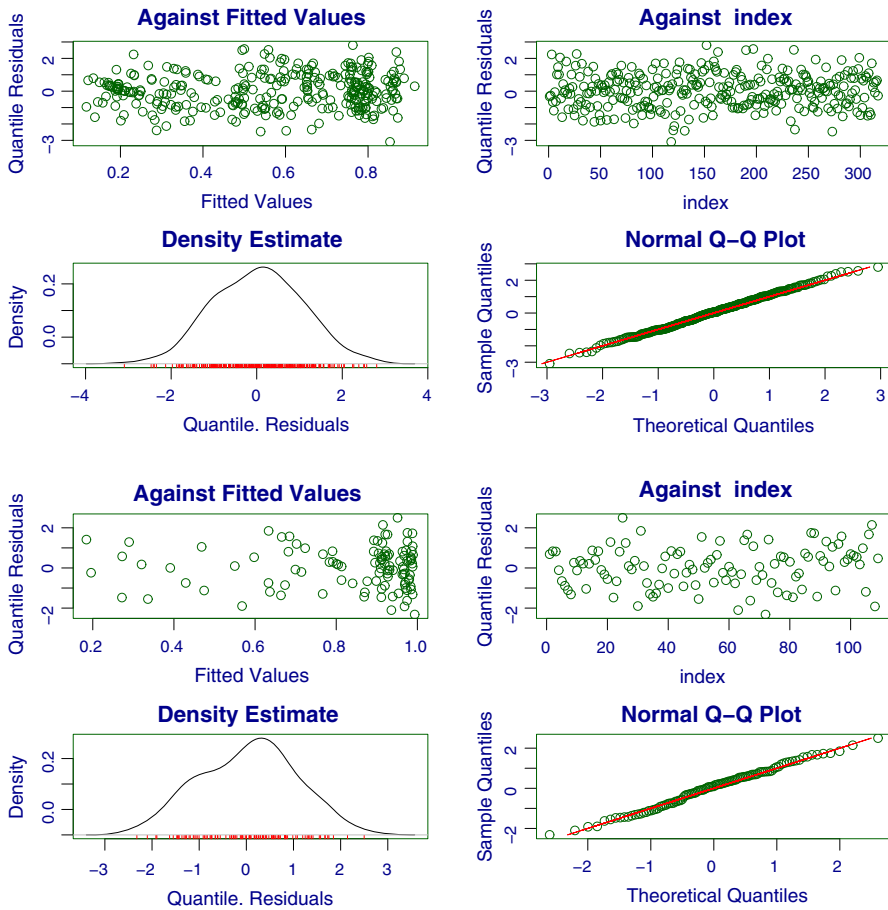 Against Fitted Values
Quantile Residuals
-3 0 2
0.2 0.4 0.6 0.8
Fitted Values
Against index
Quantile Residuals
-3 0 2
0 50 100 150 200 250 300
index
Density Estimate
Density
0.0 0.2
-4 -2 0 2 4
Quantile. Residuals
Normal Q-Q Plot
Sample Quantiles
-3 0 2
-3 -2 -1 0 1 2 3
Theoretical Quantiles
Against Fitted Values
Quantile Residuals
-2 0 2
0.2 0.4 0.6 0.8 1.0
Fitted Values
Against index
Quantile Residuals
-2 0 2
0 20 40 60 80 100
index
Density Estimate
Density
0.0 0.2
-3 -2 -1 0 1 2 3
Quantile. Residuals
Normal Q-Q Plot
Sample Quantiles
-2 0 2
-2 -1 0 1 2
Theoretical Quantiles